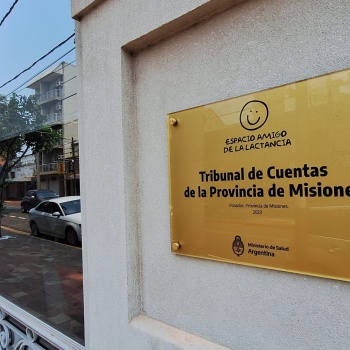 ESPACIO AMIGO
DE LA LACTANCIA
Tribunal de Cuentas
de la Provincia de Misione
Posadas, Provincia de Misiones.
2023
Ministerio de Salud
Argentina